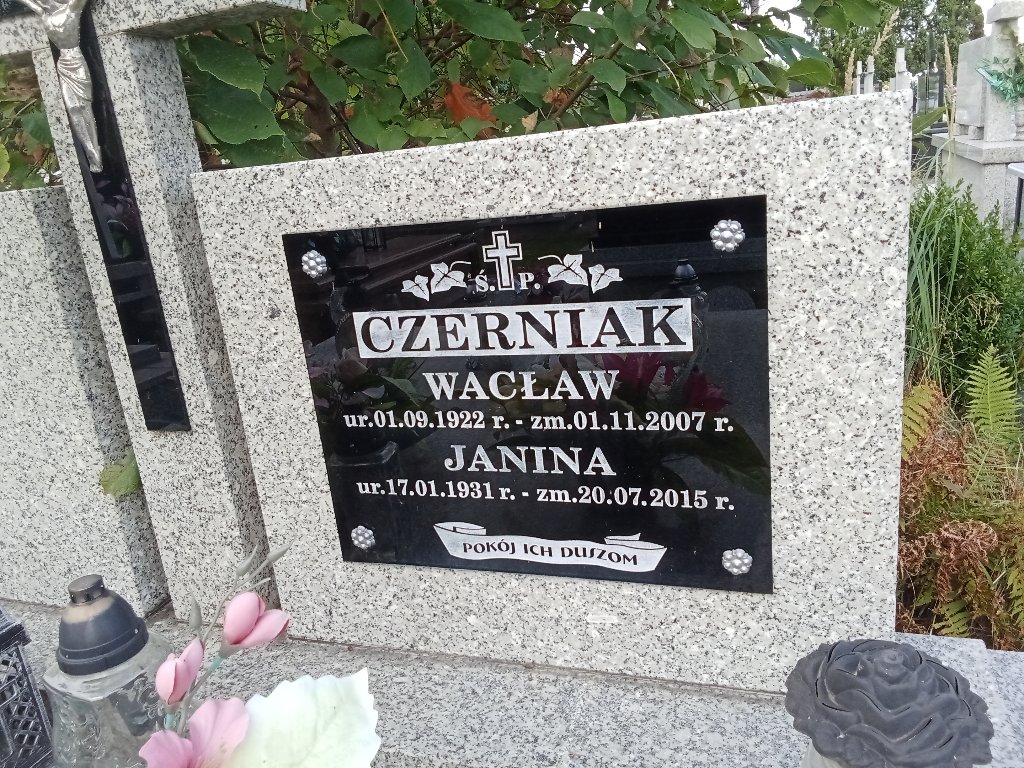 Ś. P.
CZERNIAK
WACŁAW
ur.01.09.1922 r. - zm.01.11.2007 r.
JANINA
ur.17.01.1931 r. - zm.20.07.2015 r.
POKÓJ ICH DUSZOM